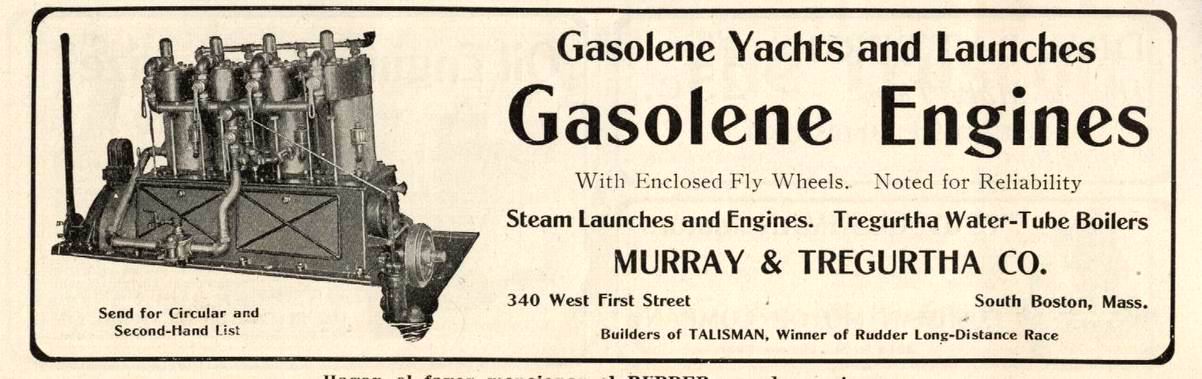 Gasolene Yachts and Launches
Gasolene Engines
With Enclosed Fly Wheels. Noted for Reliability
Steam Launches and Engines. Tregurtha Water-Tube Boilers
MURRAY & TREGURTHA CO.
340 West First Street South Boston, Mass.
Builders of TALISMAN, Winner of Rudder Long-Distance Race
Send for Circular and
Second-Hand List